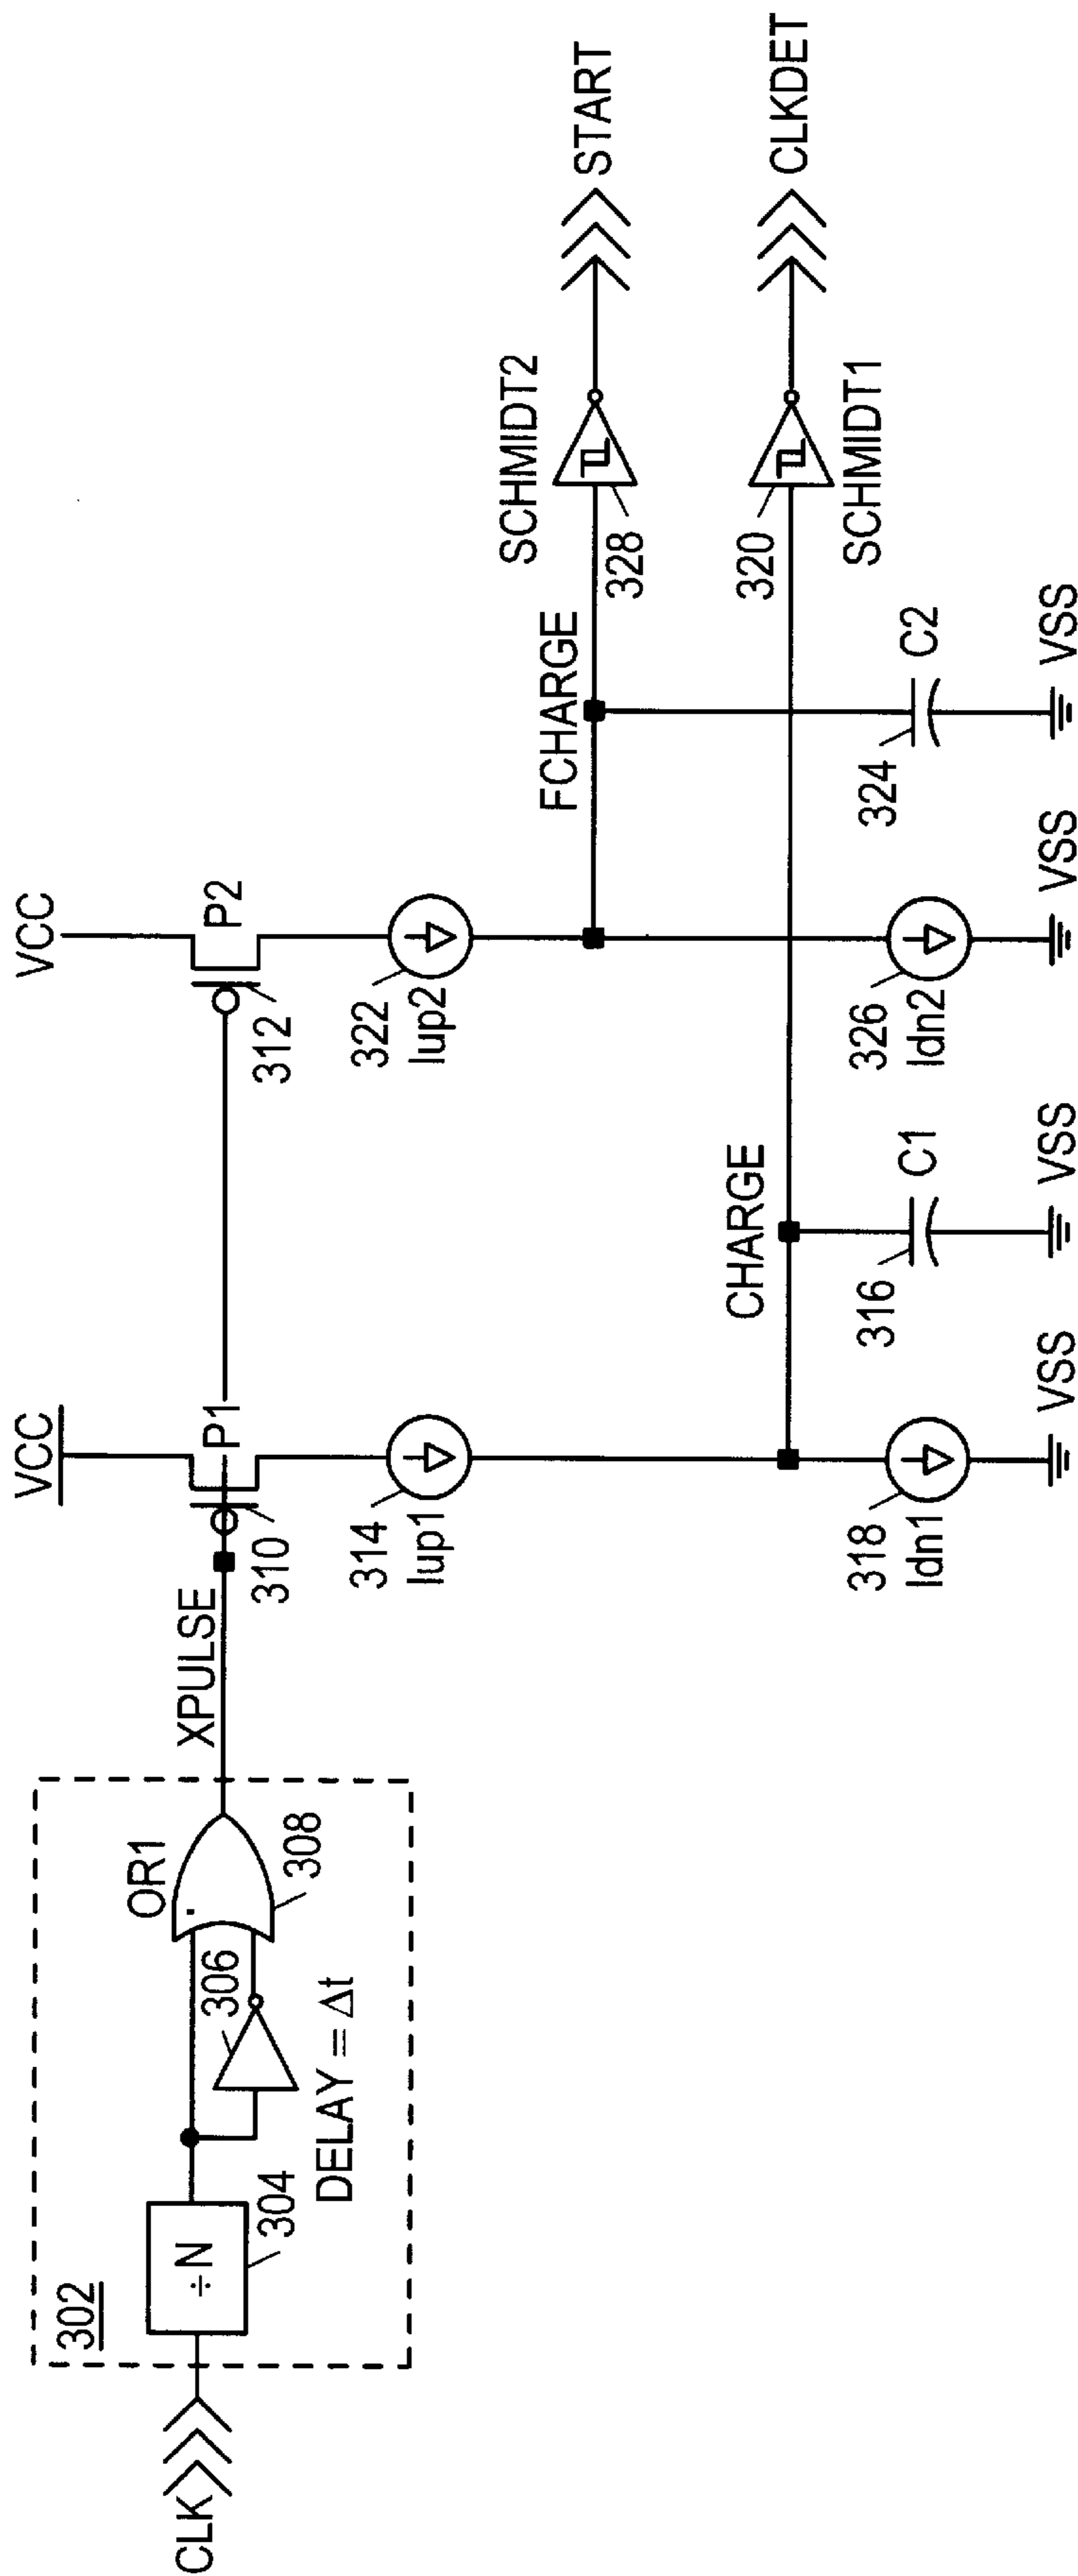 CLK
302
÷N
304
DELAY = Δt
306
OR1
308
XPULSE
VCC
P1
310
314
Iup1
318
Idn1
VSS
CHARGE
316
C1
VSS
VCC
P2
312
322
Iup2
326
Idn2
VSS
FCHARGE
324
C2
VSS
SCHMIDT2
328
START
320
SCHMIDT1
CLKDET